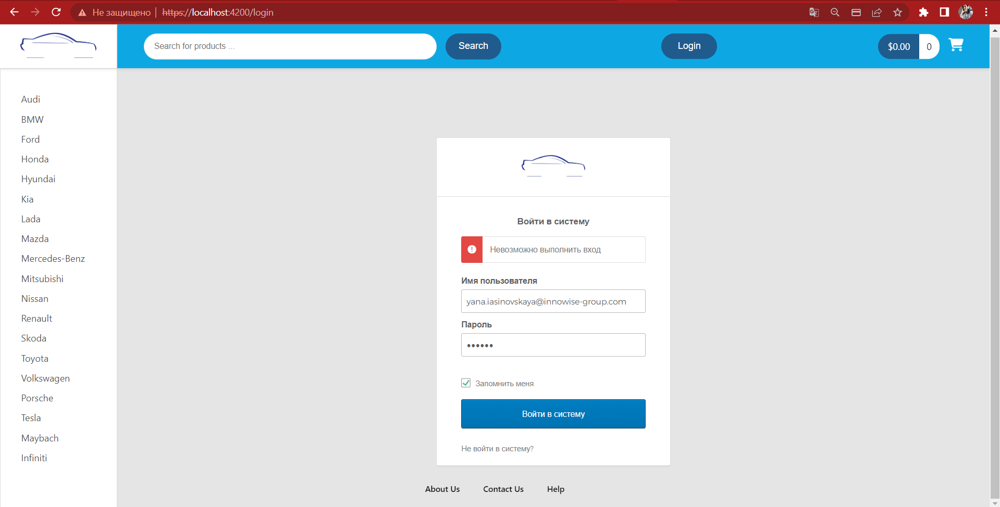 Не защищено | https://localhost:4200/login
Search for products ...
Search
Login
$0.00
0
Audi
BMW
Ford
Honda
Hyundai
Kia
Lada
Mazda
Mercedes-Benz
Mitsubishi
Nissan
Renault
Skoda
Toyota
Volkswagen
Porsche
Tesla
Maybach
Infiniti
Войти в систему
Невозможно выполнить вход
Имя пользователя
yana.iasinovskaya@innowise-group.com
Пароль
••••••
Запомнить меня
Войти в систему
Не войти в систему?
About Us
Contact Us
Help